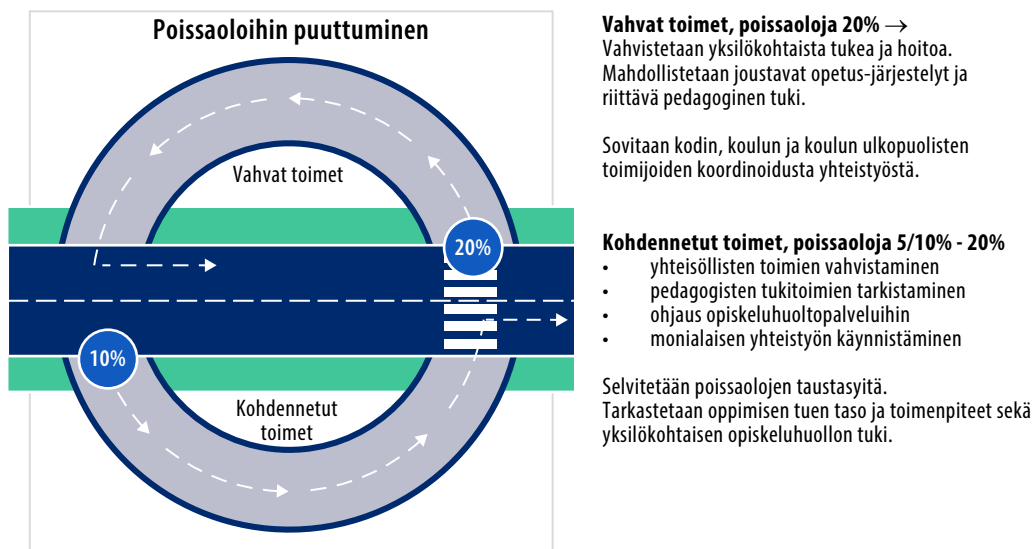 Poissaoloihin puuttuminen
Vahvat toimet
20%
10%
Kohdennetut
toimet
Vahvat toimet, poissaoloja 20% →
Vahvistetaan yksilökohtaista tukea ja hoitoa.
Mahdollistetaan joustavat opetus-järjestelyt ja
riittävä pedagoginen tuki.
Sovitaan kodin, koulun ja koulun ulkopuolisten
toimijoiden koordinoidusta yhteistyöstä.
Kohdennetut toimet, poissaoloja 5/10% - 20%
• yhteisöllisten toimien vahvistaminen
• pedagogisten tukitoimien tarkistaminen
• ohjaus opiskeluhuoltopalveluihin
• monialaisen yhteistyön käynnistäminen
Selvitetään poissaolojen taustasyitä.
Tarkastetaan oppimisen tuen taso ja toimenpiteet sekä
yksilökohtaisen opiskeluhuollon tuki.